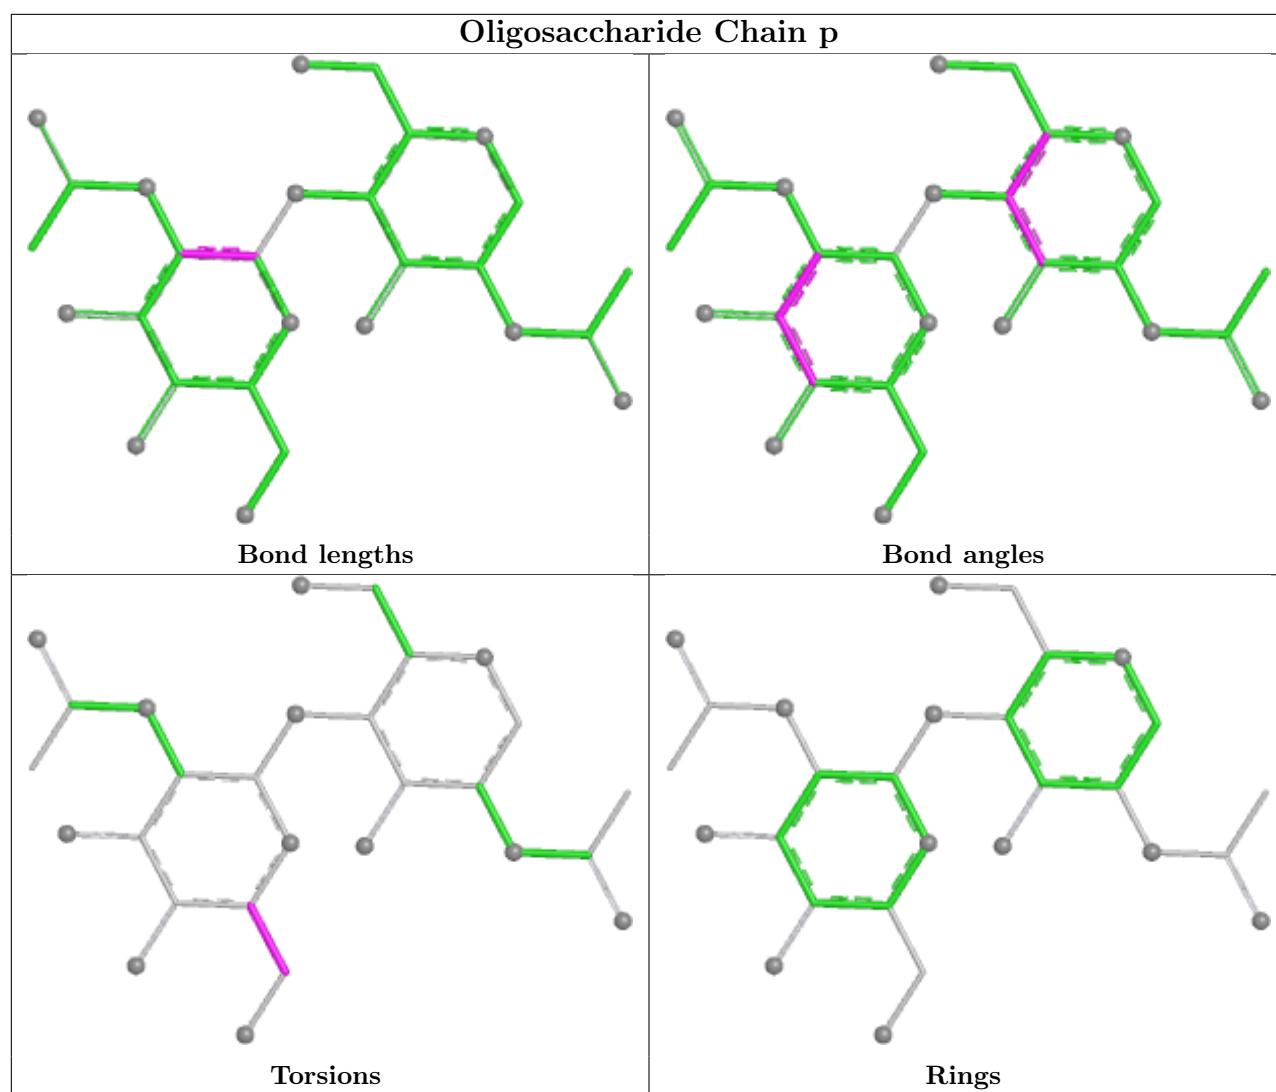 Oligosaccharide Chain p
Bond lengths
Bond angles
Torsions
Rings